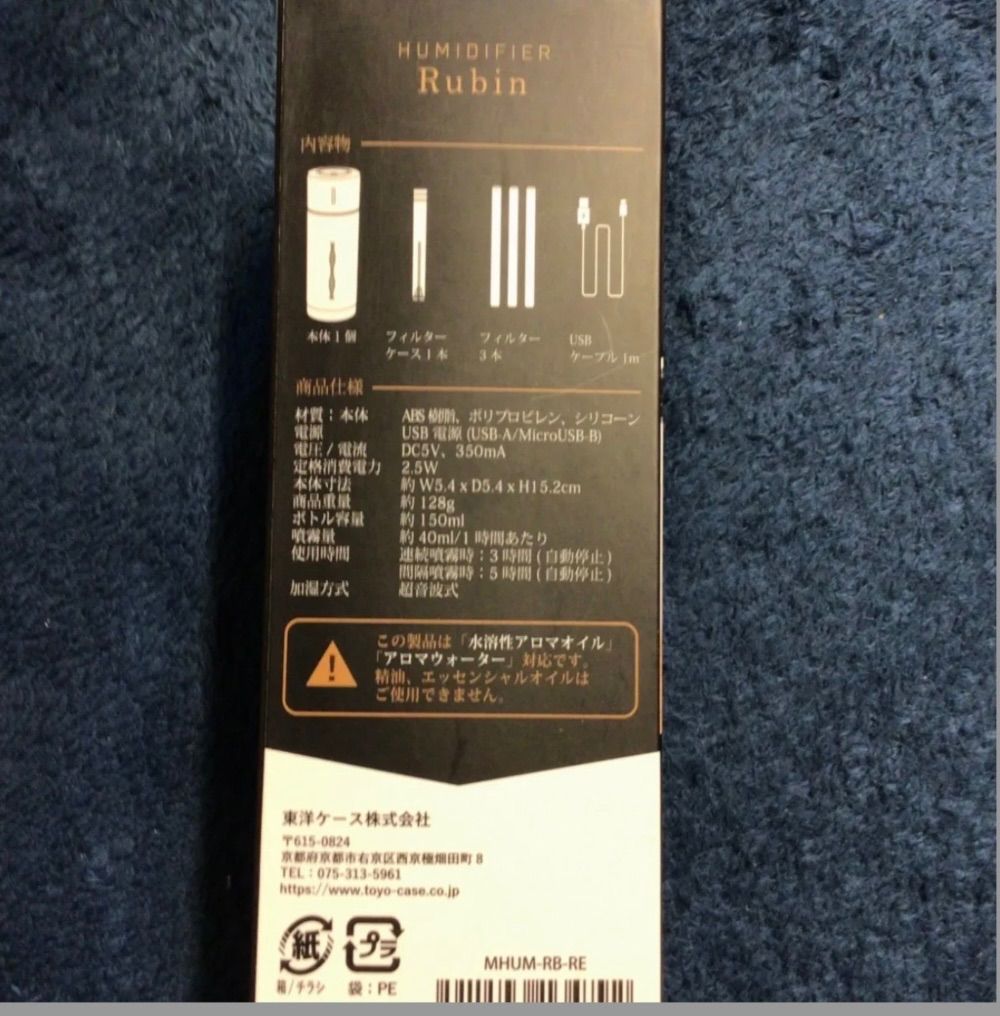 HUMIDIFIER
Rubin
内容物
本体 1 個
フィルター
ケース 1 本
フィルター
3 本
USB
ケーブル 1m
商品仕様
材質：本体 ABS 樹脂、ポリプロピレン、シリコーン
電源 USB 電源 (USB-A/MicroUSB-B)
電圧 / 電流 DC5V、350mA
定格消費電力 2.5W
本体寸法 約 W5.4 x D5.4 x H15.2cm
商品重量 約 128g
ボトル容量 約 150ml
噴霧量 約 40ml/1 時間あたり
使用時間 連続噴霧時：3 時間 ( 自動停止 )
間隔噴霧時：5 時間 ( 自動停止 )
加湿方式 超音波式
この製品は「水溶性アロマオイル」
「アロマウォーター」対応です。
精油、エッセンシャルオイルは
ご使用できません。
東洋ケース株式会社
〒615-0824
京都府京都市右京区西京極畑田町 8
TEL：075-313-5961
https://www.toyo-case.co.jp
紙
プラ
箱/チラシ 袋：PE
MHUM-RB-RE